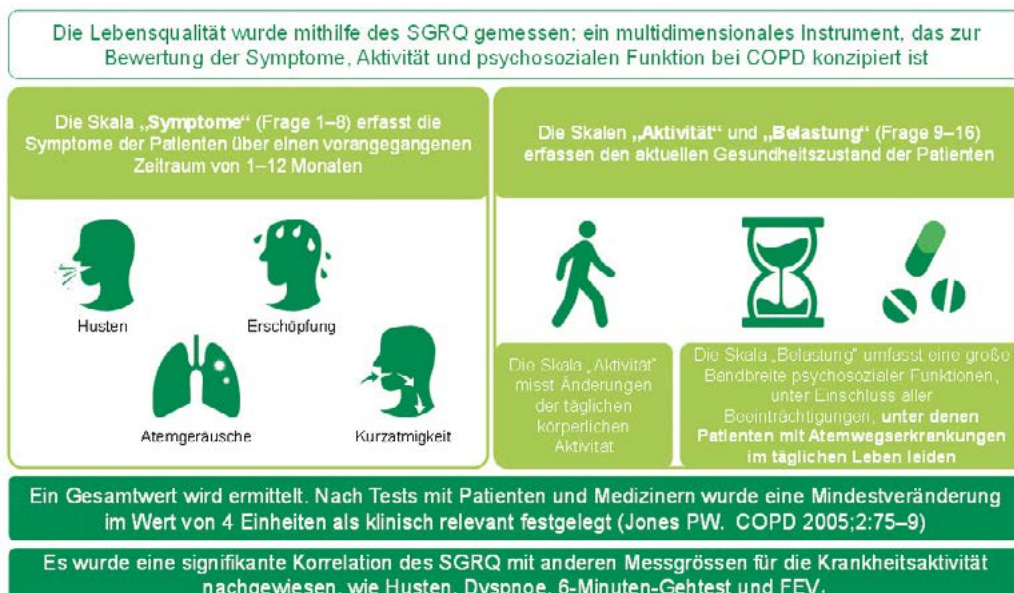 Die Lebensqualität wurde mithilfe des SGRQ gemessen; ein multidimensionales Instrument, das zur
Bewertung der Symptome, Aktivität und psychosozialen Funktion bei COPD konzipiert ist
Die Skala „Symptome“ (Frage 1–8) erfasst die
Symptome der Patienten über einen vorangegangenen
Zeitraum von 1–12 Monaten
Husten
Erschöpfung
Atemgeräusche
Kurzatmigkeit
Die Skalen „Aktivität“ und „Belastung“ (Frage 9–16)
erfassen den aktuellen Gesundheitszustand der Patienten
Die Skala „Aktivität“
misst Änderungen
der täglichen
körperlichen
Aktivität
Die Skala „Belastung“ umfasst eine große
Bandbreite psychosozialer Funktionen,
unter Einschluss aller
Beeinträchtigungen, unter denen
Patienten mit Atemwegserkrankungen
im täglichen Leben leiden
Ein Gesamtwert wird ermittelt. Nach Tests mit Patienten und Medizinern wurde eine Mindestveränderung
im Wert von 4 Einheiten als klinisch relevant festgelegt (Jones PW. COPD 2005;2:75–9)
Es wurde eine signifikante Korrelation des SGRQ mit anderen Messgrössen für die Krankheitsaktivität
nachgewiesen, wie Husten, Dyspnoe, 6-Minuten-Gehtest und FEV₁